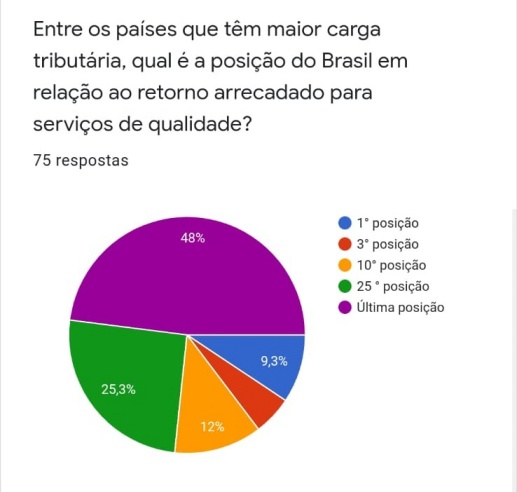 Entre os países que têm maior carga
tributária, qual é a posição do Brasil em
relação ao retorno arrecadado para
serviços de qualidade?
75 respostas
48%
9,3%
25,3%
12%
1° posição
3° posição
10° posição
25 ° posição
Última posição